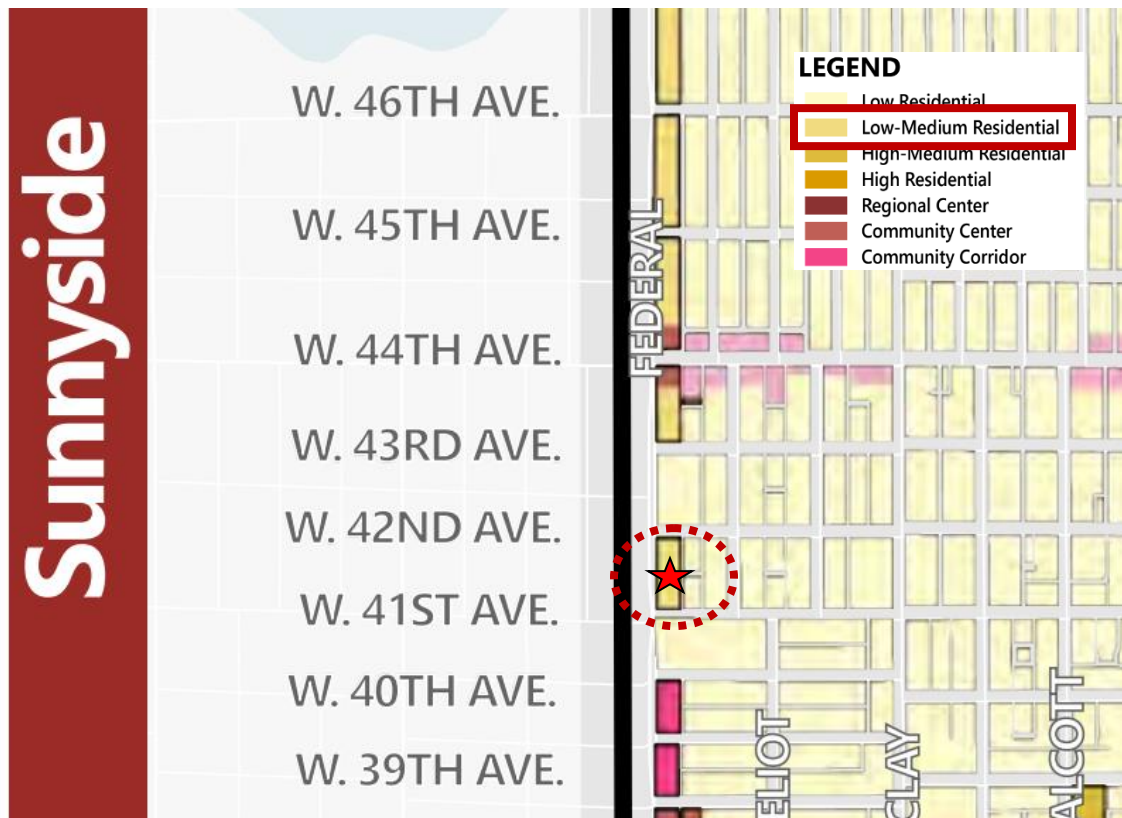 Sunnyside
W. 46TH AVE.
W. 45TH AVE.
W. 44TH AVE.
W. 43RD AVE.
W. 42ND AVE.
W. 41ST AVE.
W. 40TH AVE.
W. 39TH AVE.
FEDERAL
LEGEND
Low Residential
Low-Medium Residential
High-Medium Residential
High Residential
Regional Center
Community Center
Community Corridor
ELIOT
CLAY
ALCOTT